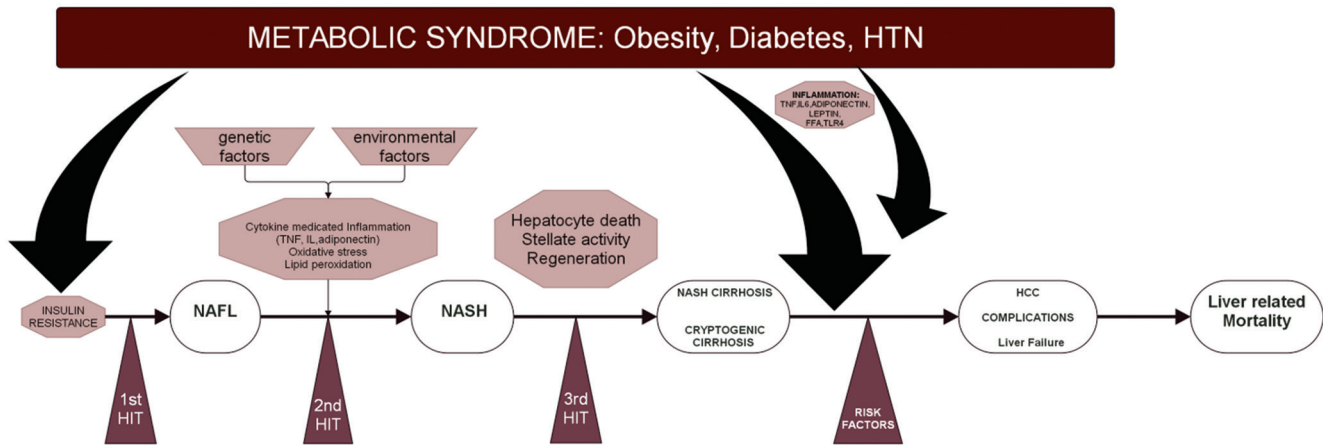 METABOLIC SYNDROME: Obesity, Diabetes, HTN
INFLAMMATION:
TNF,IL6,ADIPONECTIN,
LEPTIN,
FFA,TLR4
genetic
factors
environmental
factors
Cytokine medicated Inflammation
(TNF, IL,adiponectin)
Oxidative stress
Lipid peroxidation
Hepatocyte death
Stellate activity
Regeneration
INSULIN
RESISTANCE
NAFL
NASH
NASH CIRRHOSIS
CRYPTOGENIC
CIRRHOSIS
HCC
COMPLICATIONS
Liver Failure
Liver related
Mortality
1st
HIT
2nd
HIT
3rd
HIT
RISK
FACTORS